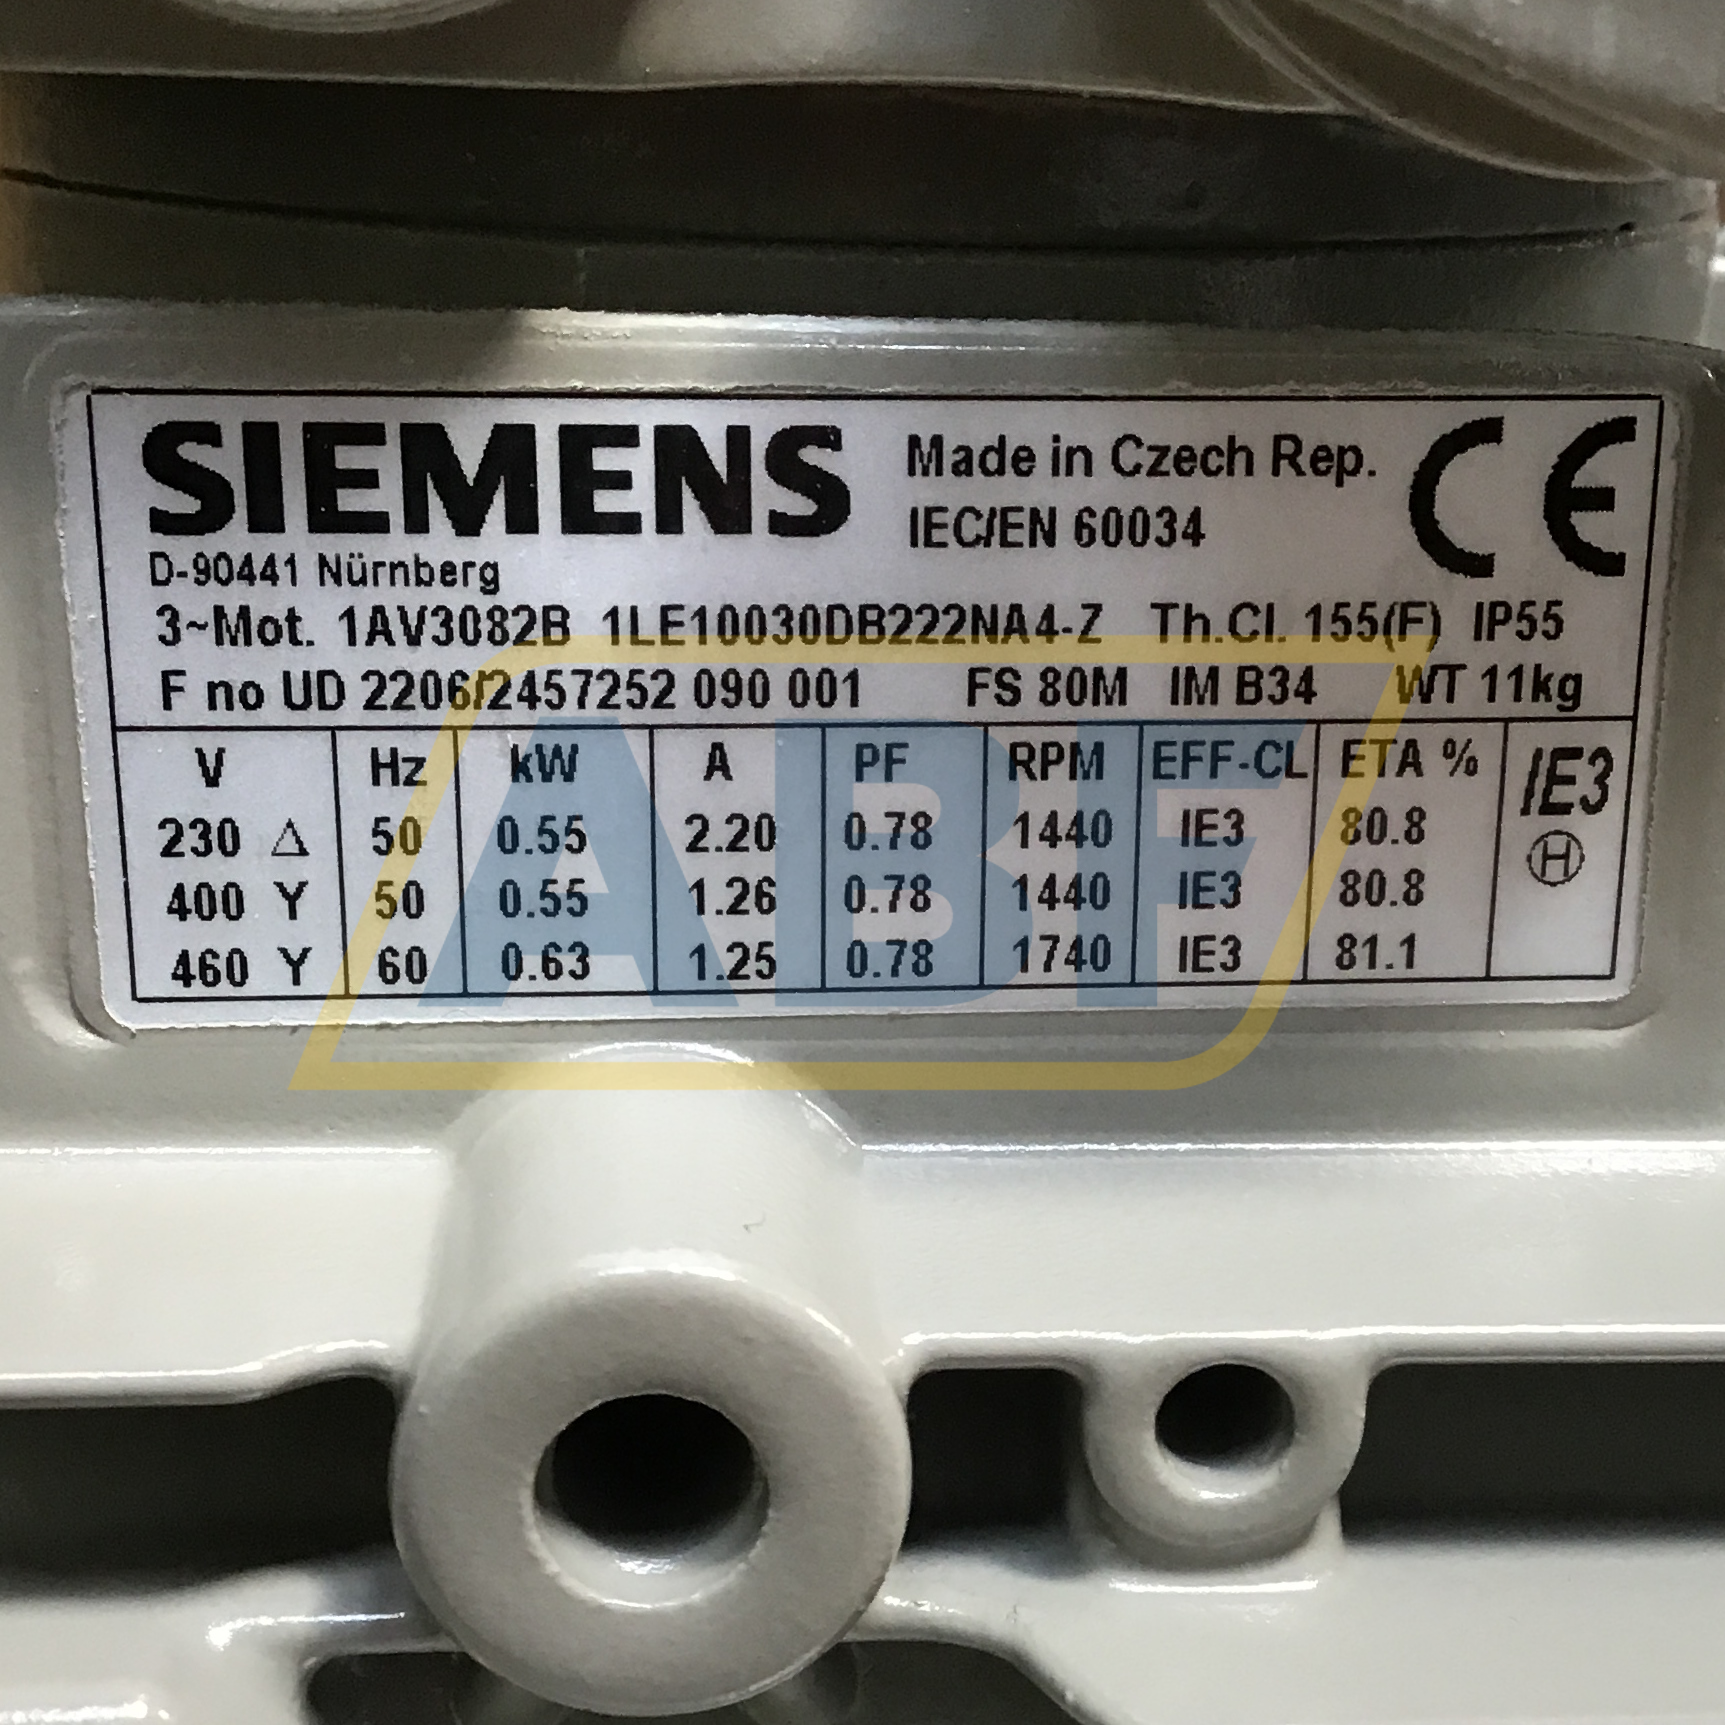 SIEMENS
Made in Czech Rep.
CE
IEC/EN 60034
D-90441 Nürnberg
3~Mot. 1AV3082B 1LE10030DB222NA4-Z Th.Cl. 155(F) IP55
F no UD 2206/2457252 090 001 FS 80M IM B34 WT 11kg
V Hz kW A PF RPM EFF-CL ETA % IE3
230 Δ 50 0.55 2.20 0.78 1440 IE3 80.8 H
400 Y 50 0.55 1.26 0.78 1440 IE3 80.8
460 Y 60 0.63 1.25 0.78 1740 IE3 81.1
ABF